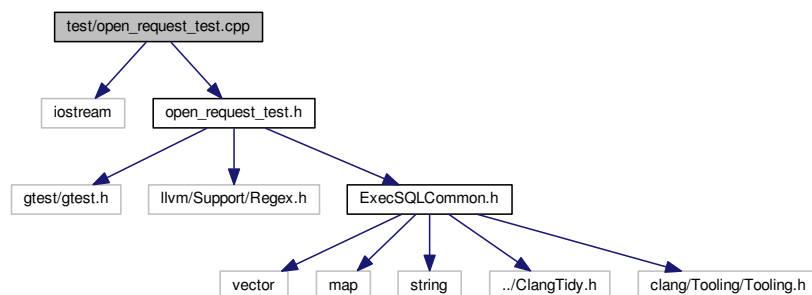 test/open_request_test.cpp
iostream
open_request_test.h
gtest/gtest.h
llvm/Support/Regex.h
ExecSQLCommon.h
vector
map
string
../ClangTidy.h
clang/Tooling/Tooling.h